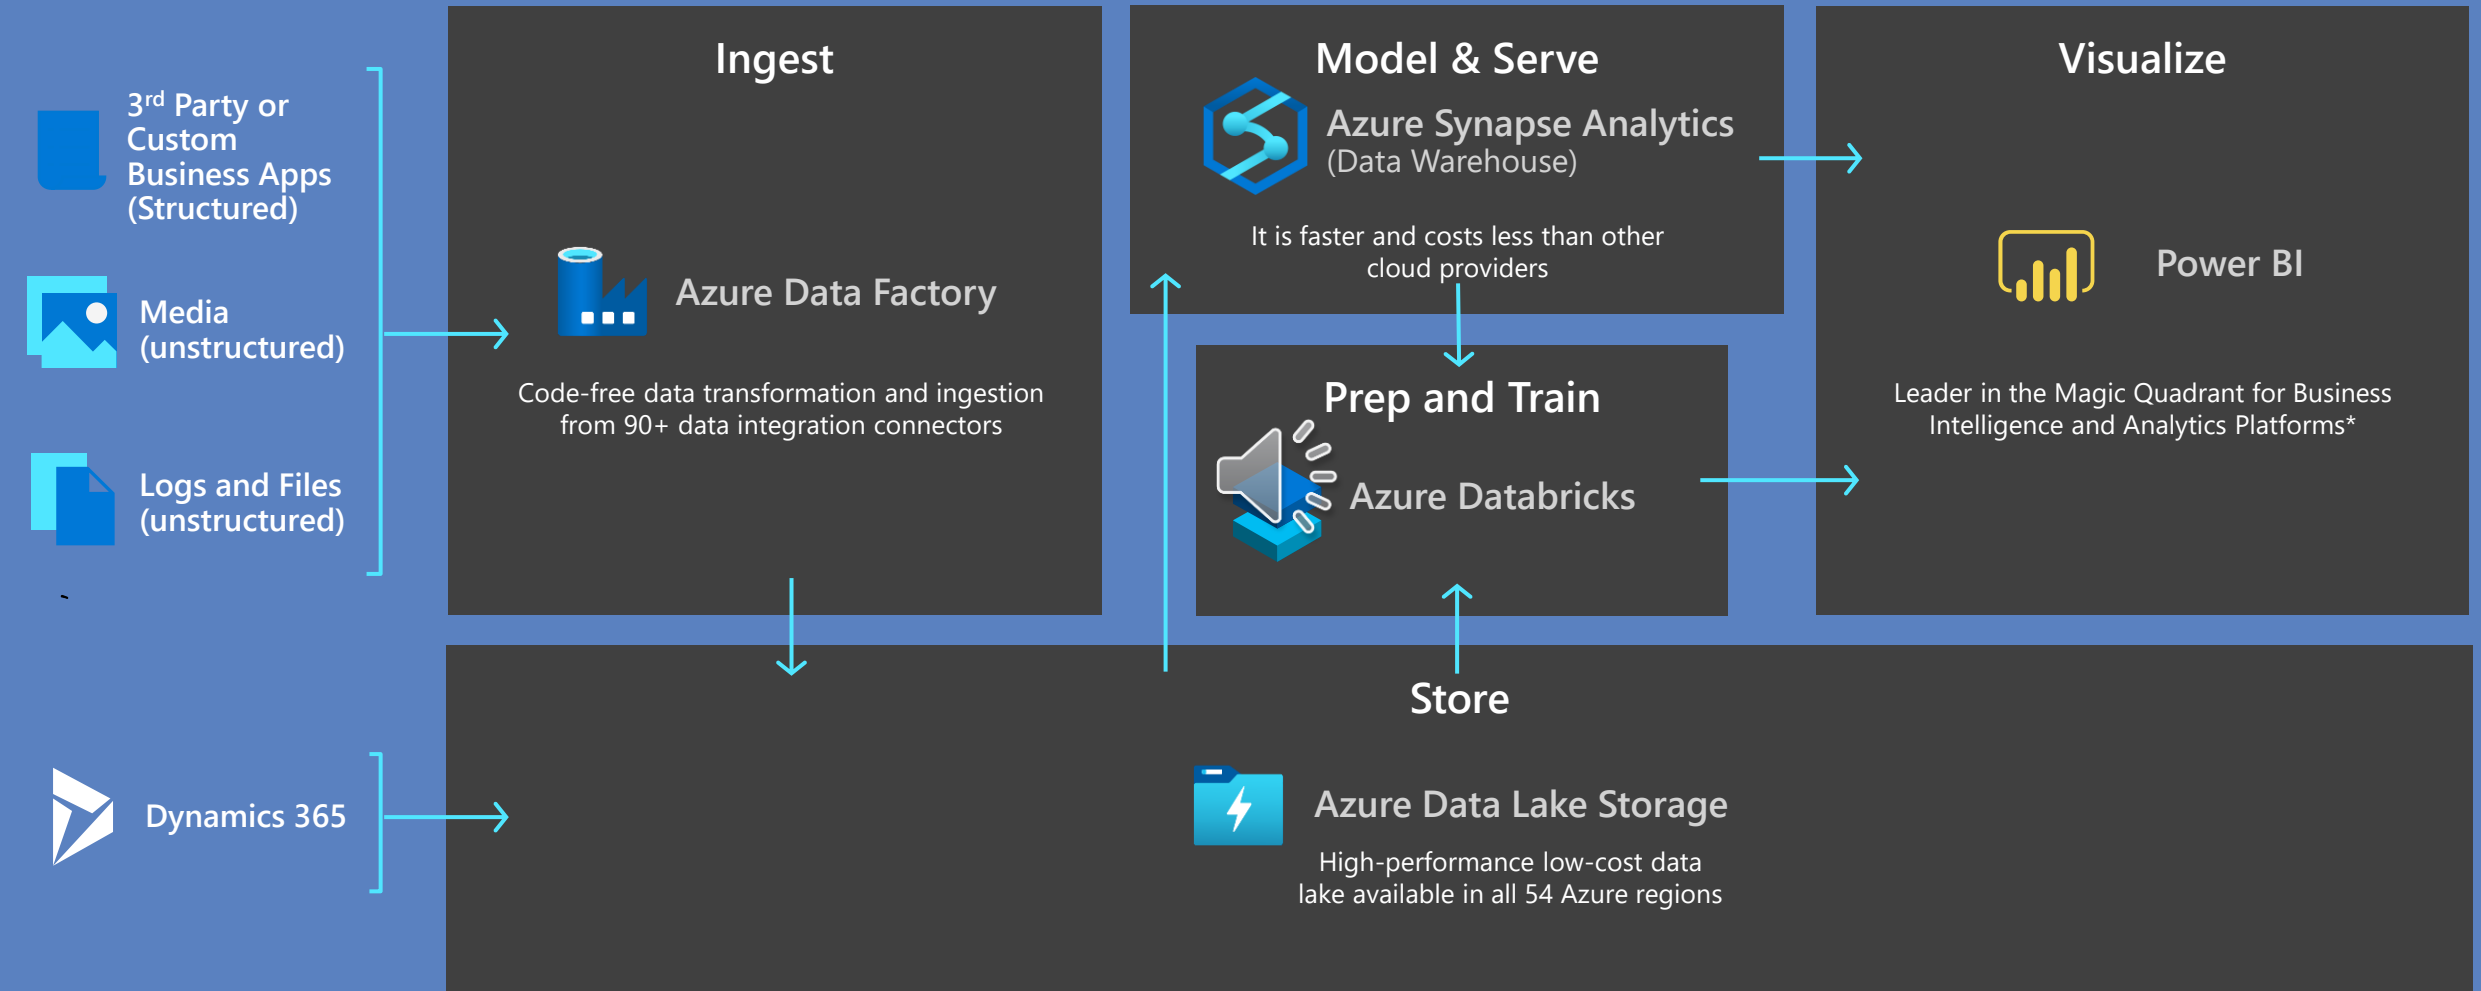 3rd Party or
Custom
Business Apps
(Structured)
Media
(unstructured)
Logs and Files
(unstructured)
Dynamics 365
Ingest
Azure Data Factory
Code-free data transformation and ingestion
from 90+ data integration connectors
Model & Serve
Azure Synapse Analytics
(Data Warehouse)
It is faster and costs less than other
cloud providers
Prep and Train
Azure Databricks
Visualize
Power BI
Leader in the Magic Quadrant for Business
Intelligence and Analytics Platforms*
Store
Azure Data Lake Storage
High-performance low-cost data
lake available in all 54 Azure regions